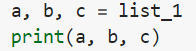 a, b, c = list_1
print(a, b, c)